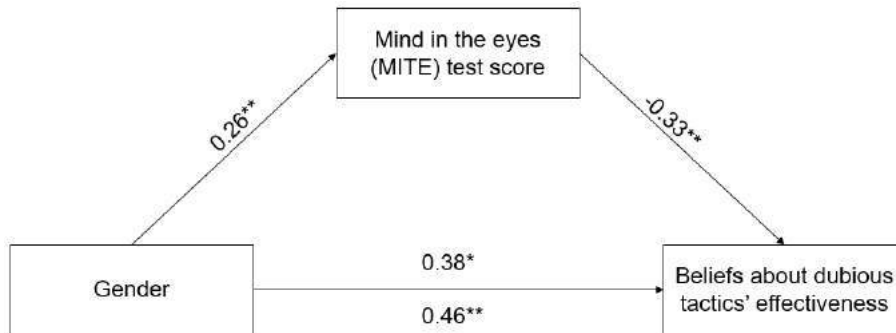 Mind in the eyes
(MITE) test score
0.26**
-0.33**
Gender
0.38*
0.46**
Beliefs about dubious
tactics' effectiveness